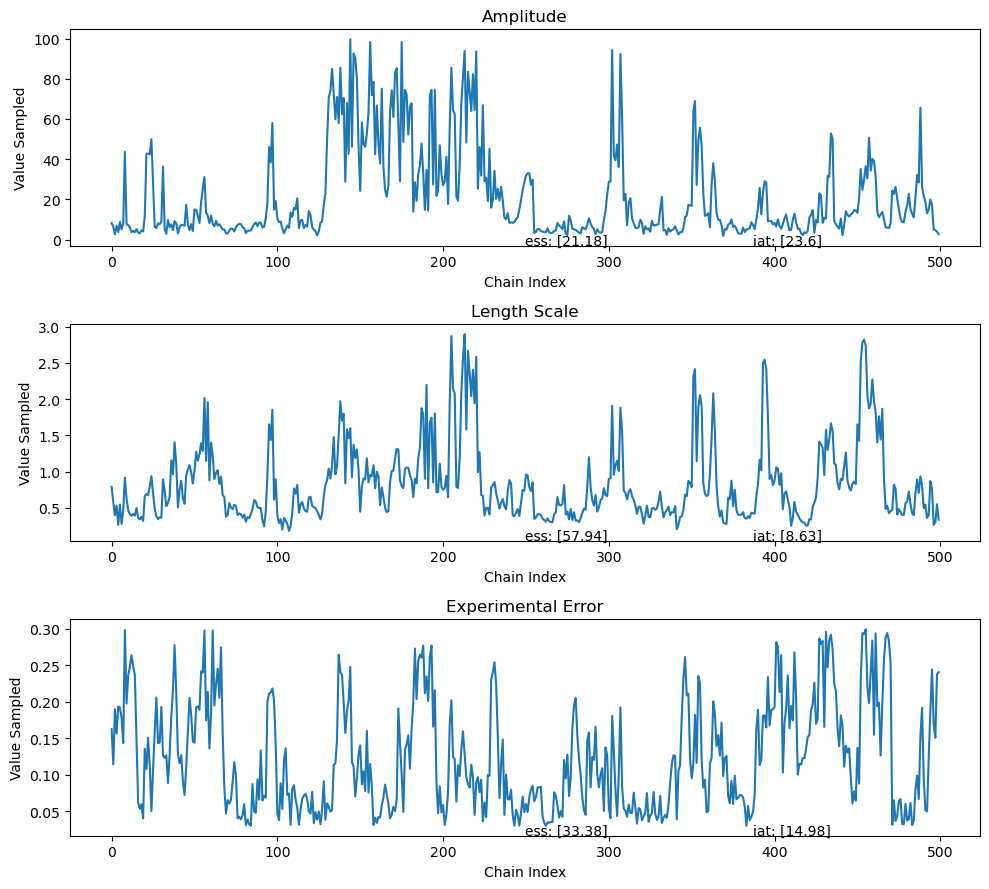 Amplitude
Value Sampled
100
80
60
40
20
0
ess: [21.18]
iat: [23.6]
0 100 200 300 400 500
Chain Index
Length Scale
Value Sampled
3.0
2.5
2.0
1.5
1.0
0.5
ess: [57.94]
iat: [8.63]
0 100 200 300 400 500
Chain Index
Experimental Error
Value Sampled
0.30
0.25
0.20
0.15
0.10
0.05
ess: [33.38]
iat: [14.98]
0 100 200 300 400 500
Chain Index